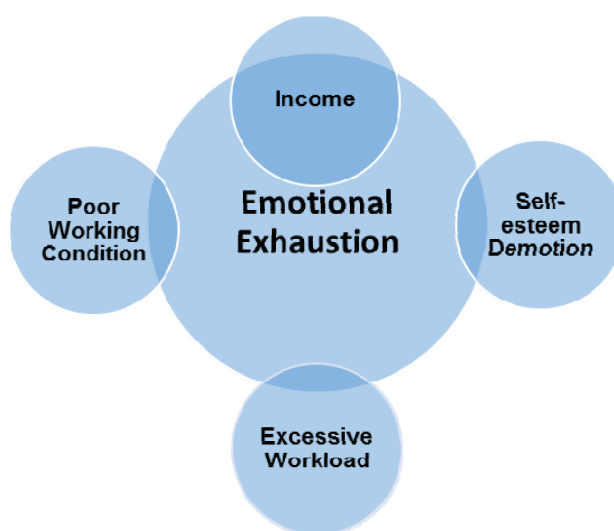 Income
Emotional
Exhaustion
Poor
Working
Condition
Self-
esteem
Demotion
Excessive
Workload